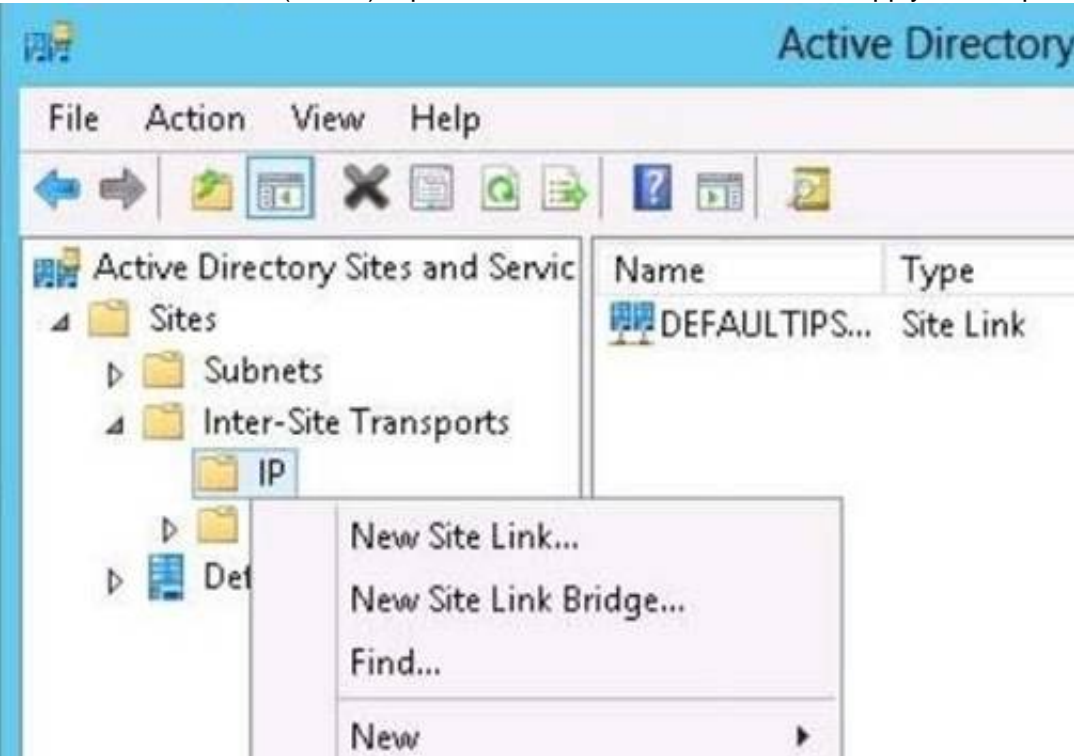 Active Directory
File Action View Help
Active Directory Sites and Servic
Name Type
Sites
DEFAULTIPS... Site Link
Subnets
Inter-Site Transports
IP
Def
New Site Link...
New Site Link Bridge...
Find...
New